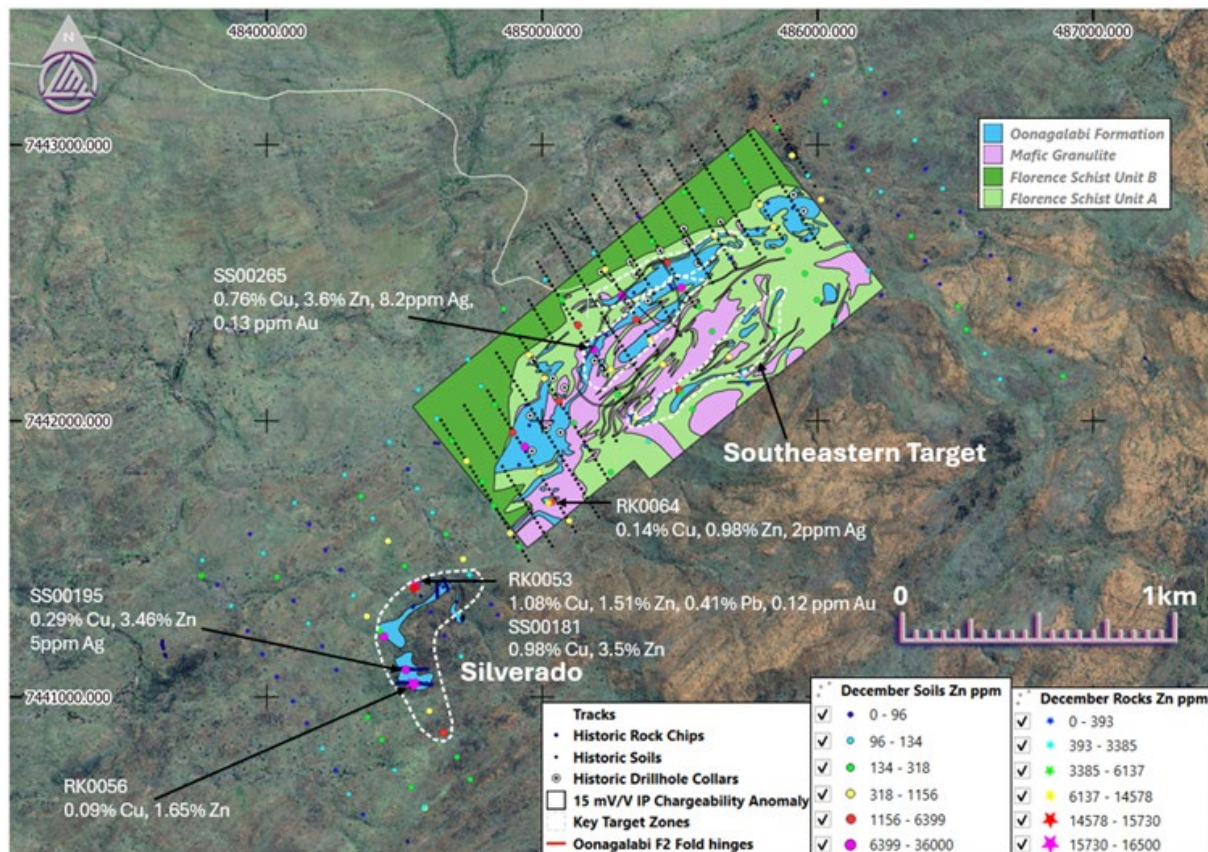 N
484000.000
485000.000
486000.000
487000.000
7443000.000
7442000.000
7441000.000
Oonagalabi Formation
Mafic Granulite
Florence Schist Unit B
Florence Schist Unit A
SS00265
0.76% Cu, 3.6% Zn, 8.2ppm Ag,
0.13 ppm Au
Southeastern Target
RK0064
0.14% Cu, 0.98% Zn, 2ppm Ag
RK0053
1.08% Cu, 1.51% Zn, 0.41% Pb, 0.12 ppm Au
SS00181
0.98% Cu, 3.5% Zn
SS00195
0.29% Cu, 3.46% Zn
5ppm Ag
Silverado
RK0056
0.09% Cu, 1.65% Zn
0
1km
Tracks
Historic Rock Chips
Historic Soils
Historic Drillhole Collars
15 mV/V IP Chargeability Anomaly
Key Target Zones
Oonagalabi F2 Fold hinges
December Soils Zn ppm
0 - 96
96 - 134
134 - 318
318 - 1156
1156 - 6399
6399 - 36000
December Rocks Zn ppm
0 - 393
393 - 3385
3385 - 6137
6137 - 14578
14578 - 15730
15730 - 16500